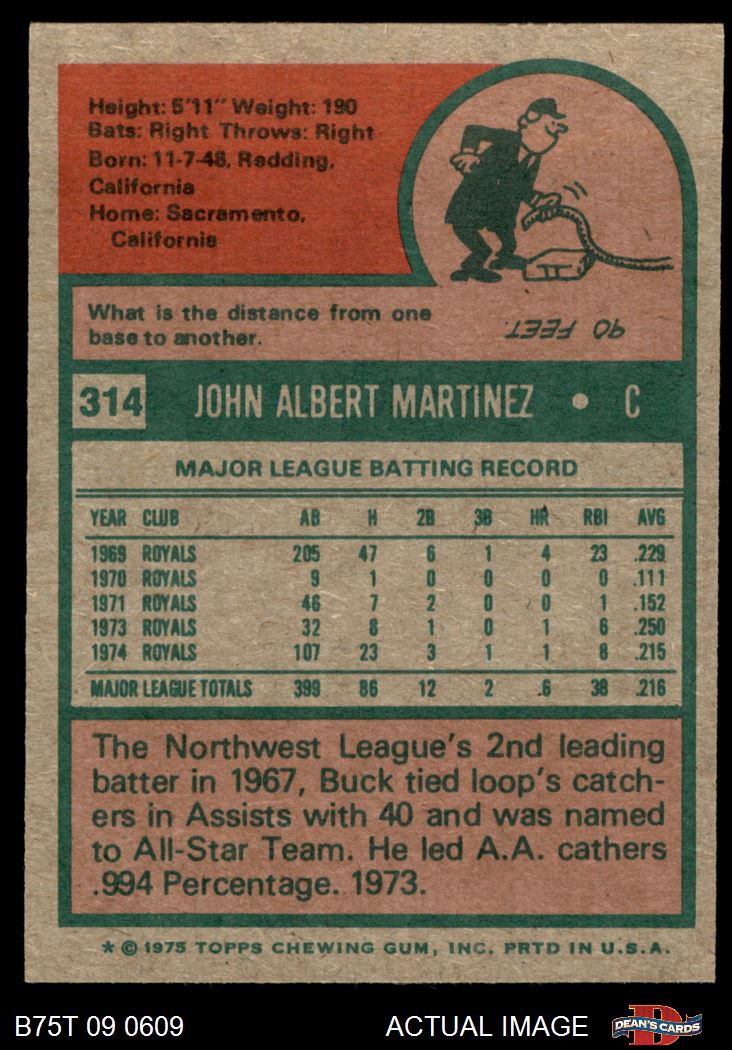 Height: 5'11" Weight: 190
Bats: Right Throws: Right
Born: 11-7-48, Redding,
California
Home: Sacramento,
California
What is the distance from one
base to another.
90 FEET.
314 JOHN ALBERT MARTINEZ • C
MAJOR LEAGUE BATTING RECORD
YEAR CLUB AB H 2B 3B HR RBI AVG
1969 ROYALS 205 47 6 1 4 23 .229
1970 ROYALS 9 1 0 0 0 0 .111
1971 ROYALS 46 7 2 0 0 1 .152
1973 ROYALS 32 8 1 0 1 6 .250
1974 ROYALS 107 23 3 1 1 8 .215
MAJOR LEAGUE TOTALS 399 86 12 2 .6 38 .216
The Northwest League's 2nd leading
batter in 1967, Buck tied loop's catch-
ers in Assists with 40 and was named
to All-Star Team. He led A.A. cathers
.994 Percentage. 1973.
* © 1975 TOPPS CHEWING GUM, INC. PRTD IN U.S.A.
B75T 09 0609 ACTUAL IMAGE DEAN'S CARDS